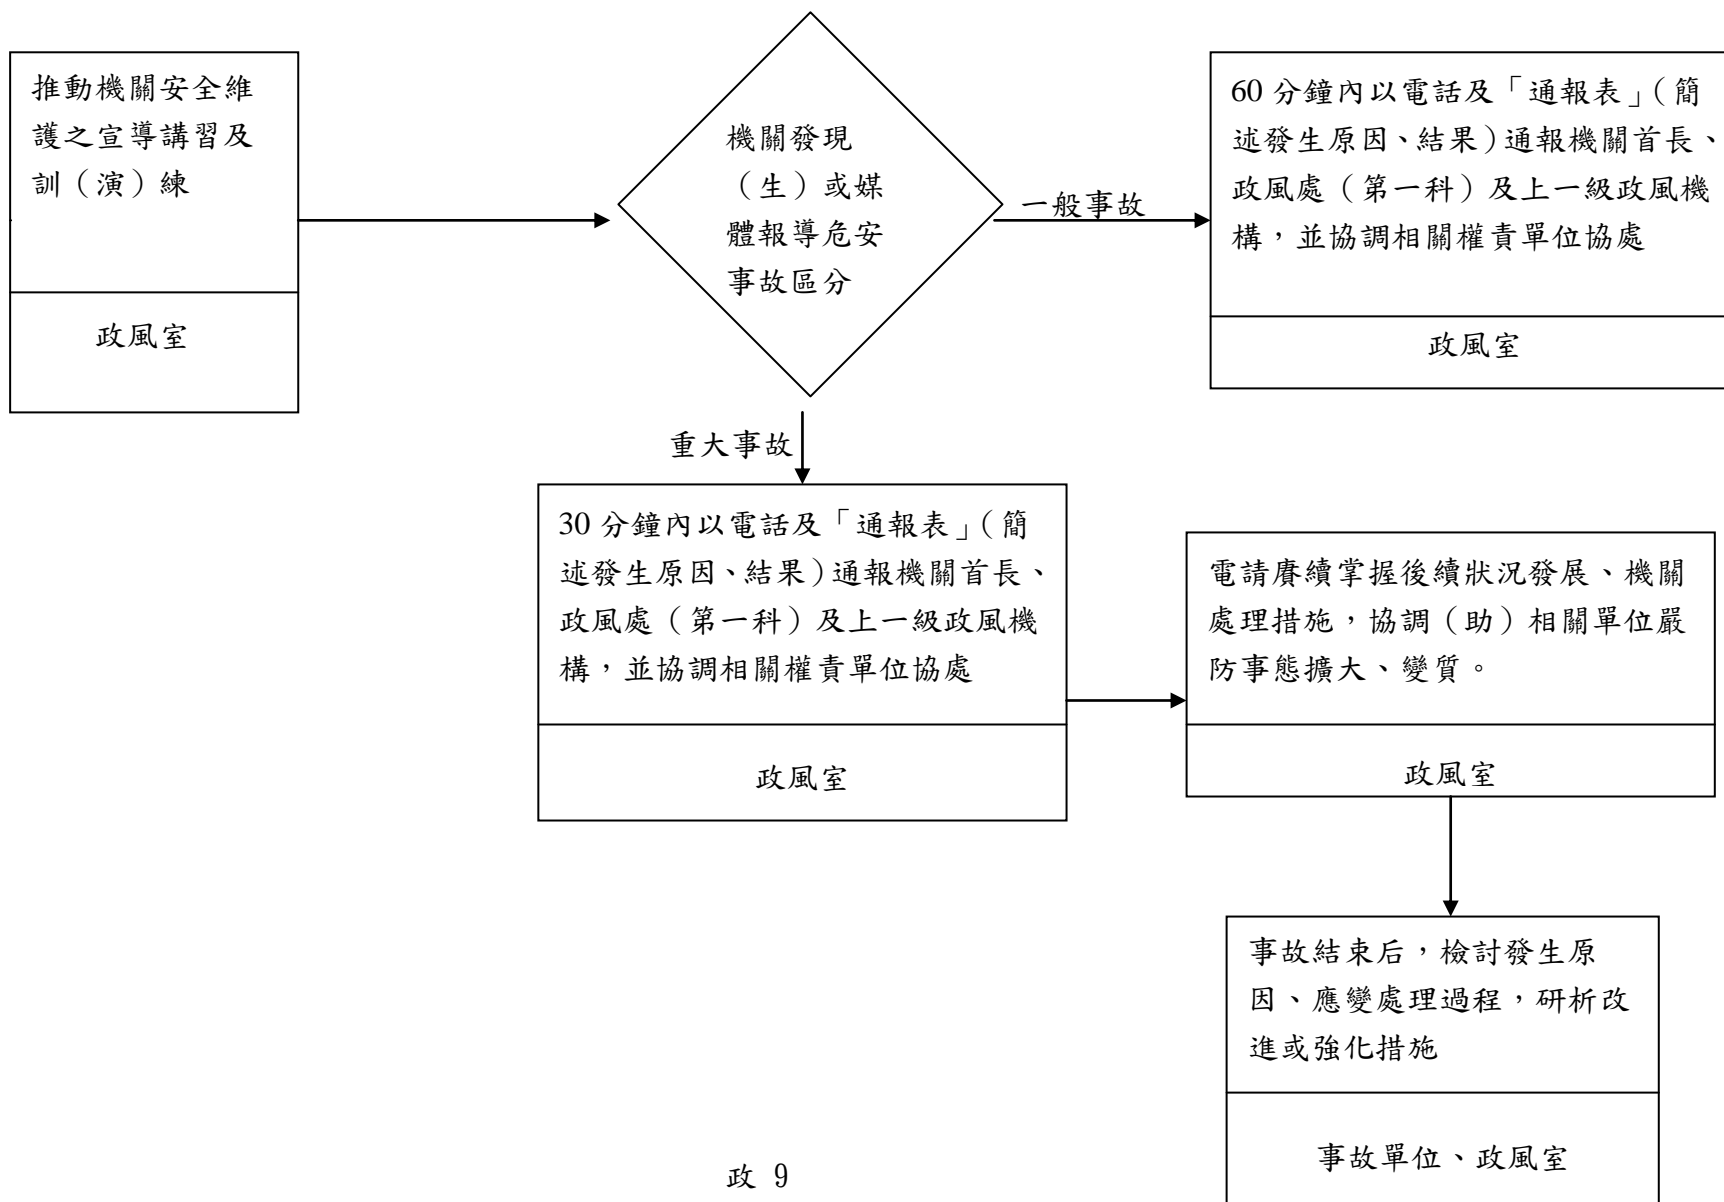 推動機關安全維
護之宣導講習及
訓（演）練
政風室
機關發現
（生）或媒
體報導危安
事故區分
一般事故
60 分鐘內以電話及「通報表」（簡
述發生原因、結果）通報機關首長、
政風處（第一科）及上一級政風機
構，並協調相關權責單位協處
政風室
重大事故
30 分鐘內以電話及「通報表」（簡
述發生原因、結果）通報機關首長、
政風處（第一科）及上一級政風機
構，並協調相關權責單位協處
政風室
電請賡續掌握後續狀況發展、機關
處理措施，協調（助）相關單位嚴
防事態擴大、變質。
政風室
事故結束后，檢討發生原
因、應變處理過程，研析改
進或強化措施
事故單位、政風室
政 9